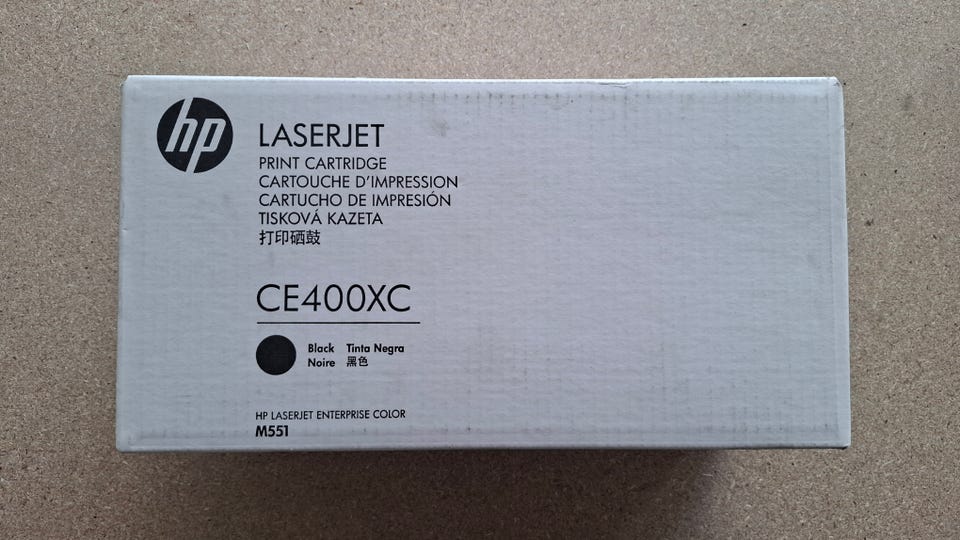 hp
LASERJET
PRINT CARTRIDGE
CARTOUCHE D'IMPRESSION
CARTUCHO DE IMPRESIÓN
TISKOVÁ KAZETA
打印硒鼓
CE400XC
Black Tinta Negra
Noire 黑色
HP LASERJET ENTERPRISE COLOR
M551